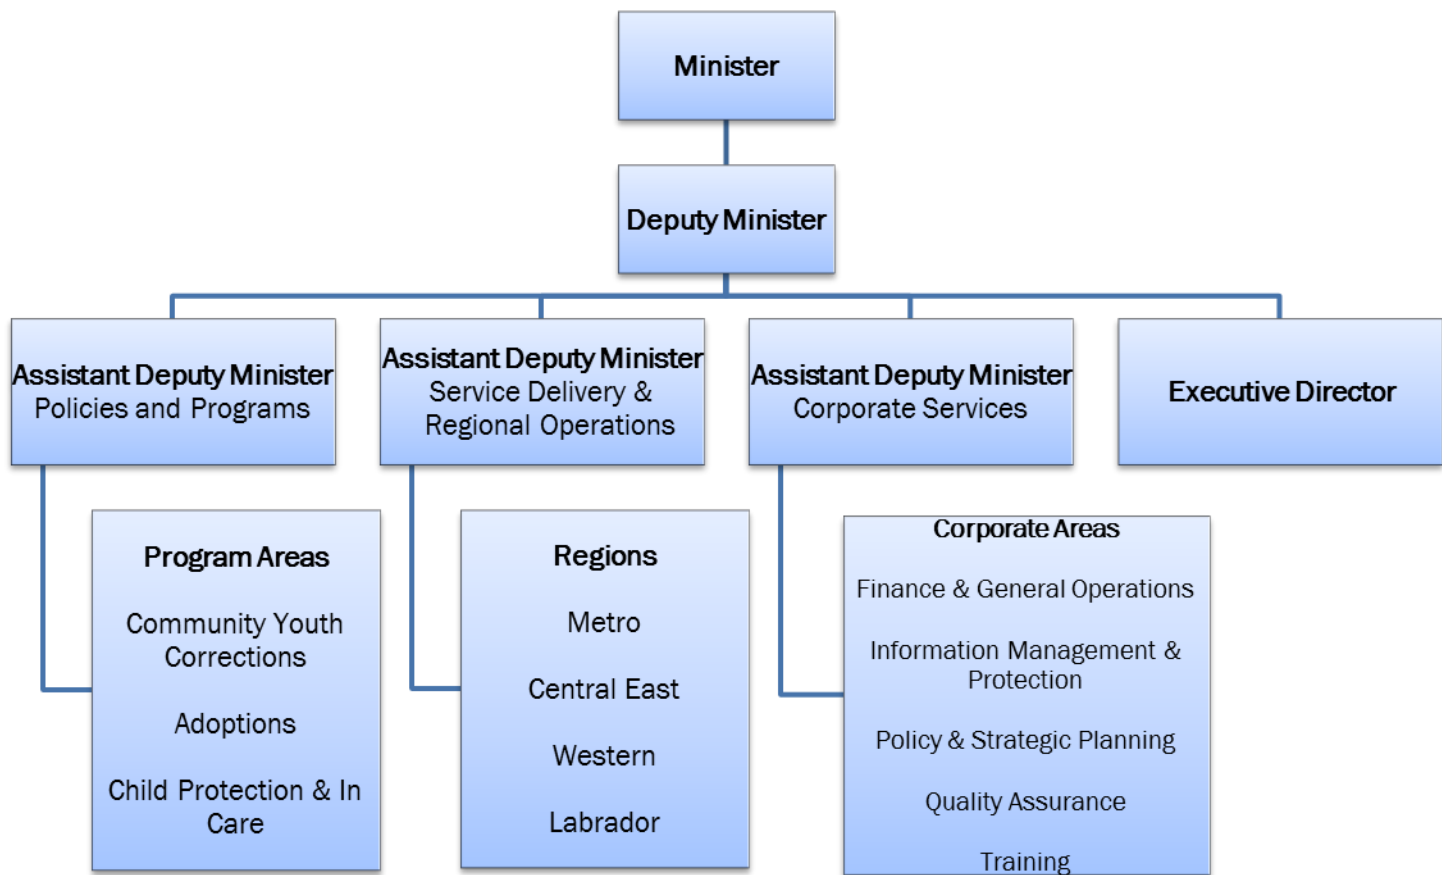 Minister
Deputy Minister
Assistant Deputy Minister
Policies and Programs
Assistant Deputy Minister
Service Delivery &
Regional Operations
Assistant Deputy Minister
Corporate Services
Executive Director
Program Areas
Community Youth
Corrections
Adoptions
Child Protection & In
Care
Regions
Metro
Central East
Western
Labrador
Corporate Areas
Finance & General Operations
Information Management &
Protection
Policy & Strategic Planning
Quality Assurance
Training